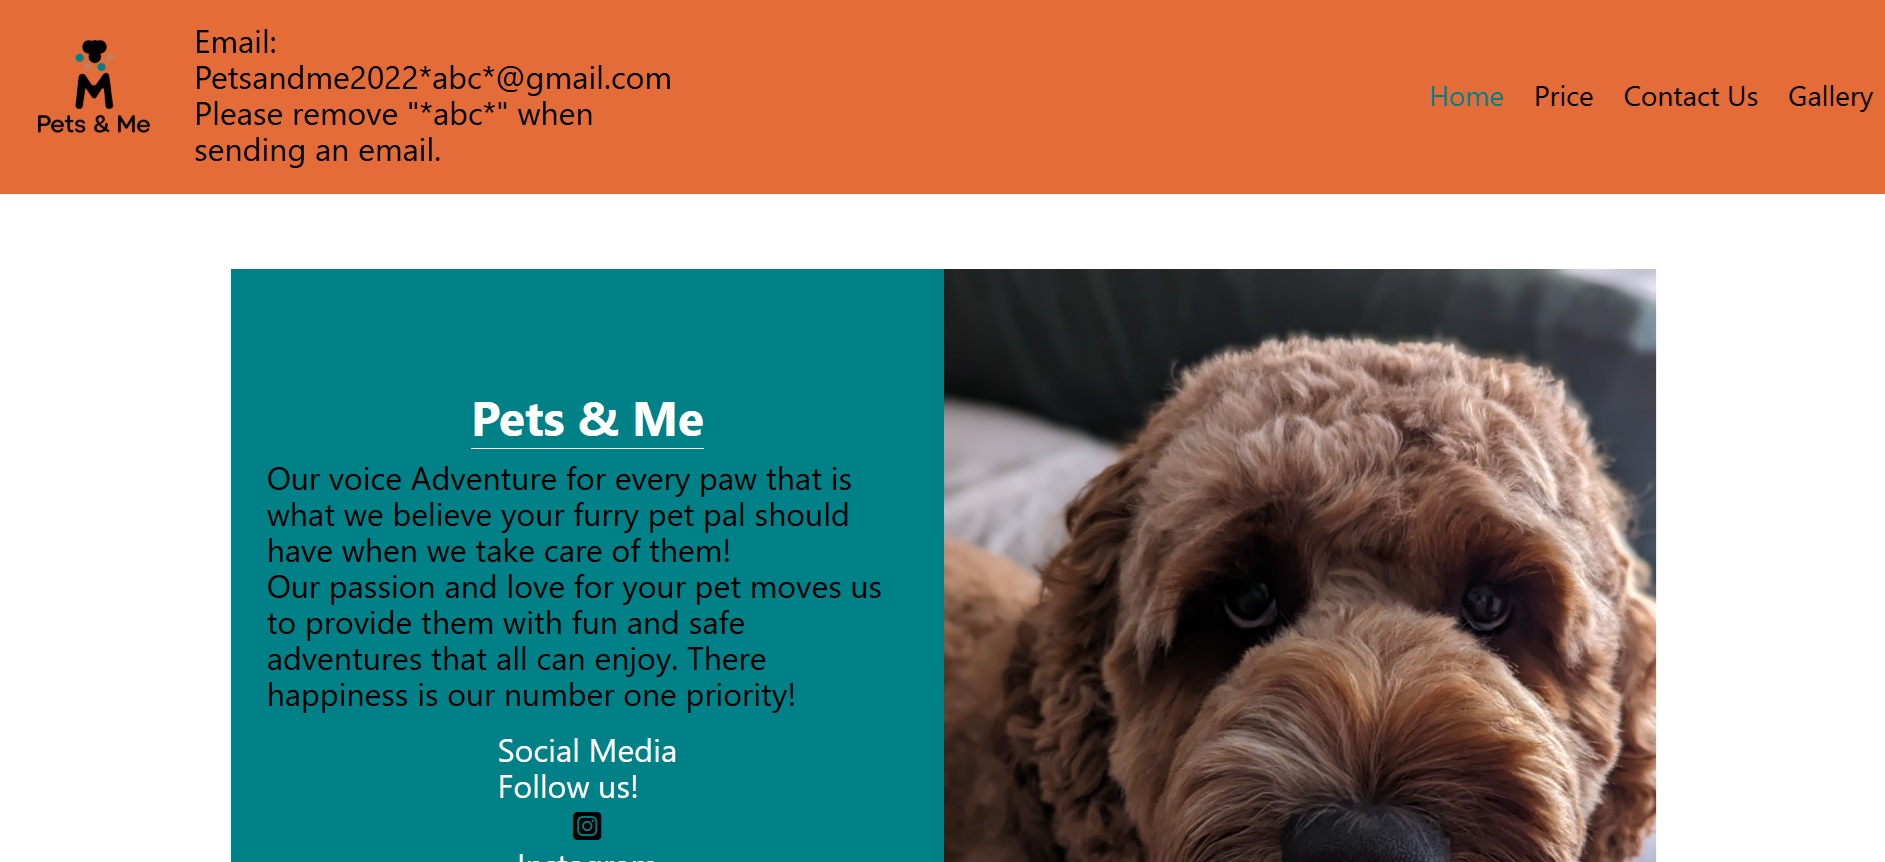 Pets & Me
Email:
Petsandme2022*abc*@gmail.com
Please remove "*abc*" when
sending an email.
Home Price Contact Us Gallery
Pets & Me
Our voice Adventure for every paw that is
what we believe your furry pet pal should
have when we take care of them!
Our passion and love for your pet moves us
to provide them with fun and safe
adventures that all can enjoy. There
happiness is our number one priority!
Social Media
Follow us!
Instagram